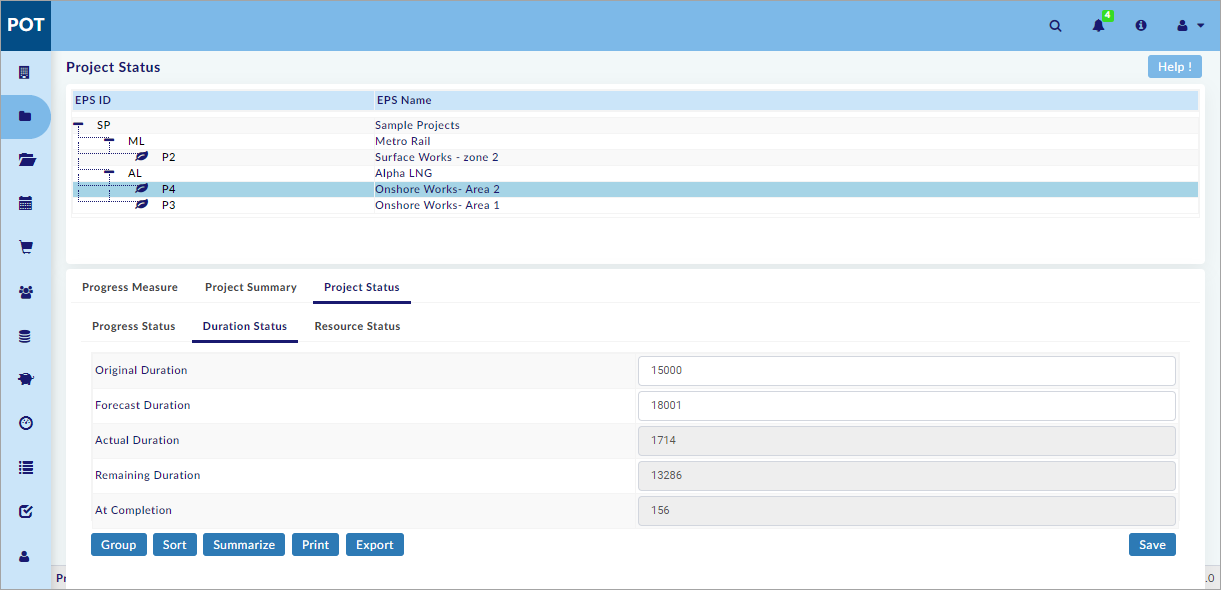 POT
4
Project Status
Help !
EPS ID EPS Name
SP Sample Projects
ML Metro Rail
P2 Surface Works - zone 2
AL Alpha LNG
P4 Onshore Works- Area 2
P3 Onshore Works- Area 1
Progress Measure Project Summary Project Status
Progress Status Duration Status Resource Status
Original Duration 15000
Forecast Duration 18001
Actual Duration 1714
Remaining Duration 13286
At Completion 156
Group Sort Summarize Print Export Save
Pr .0